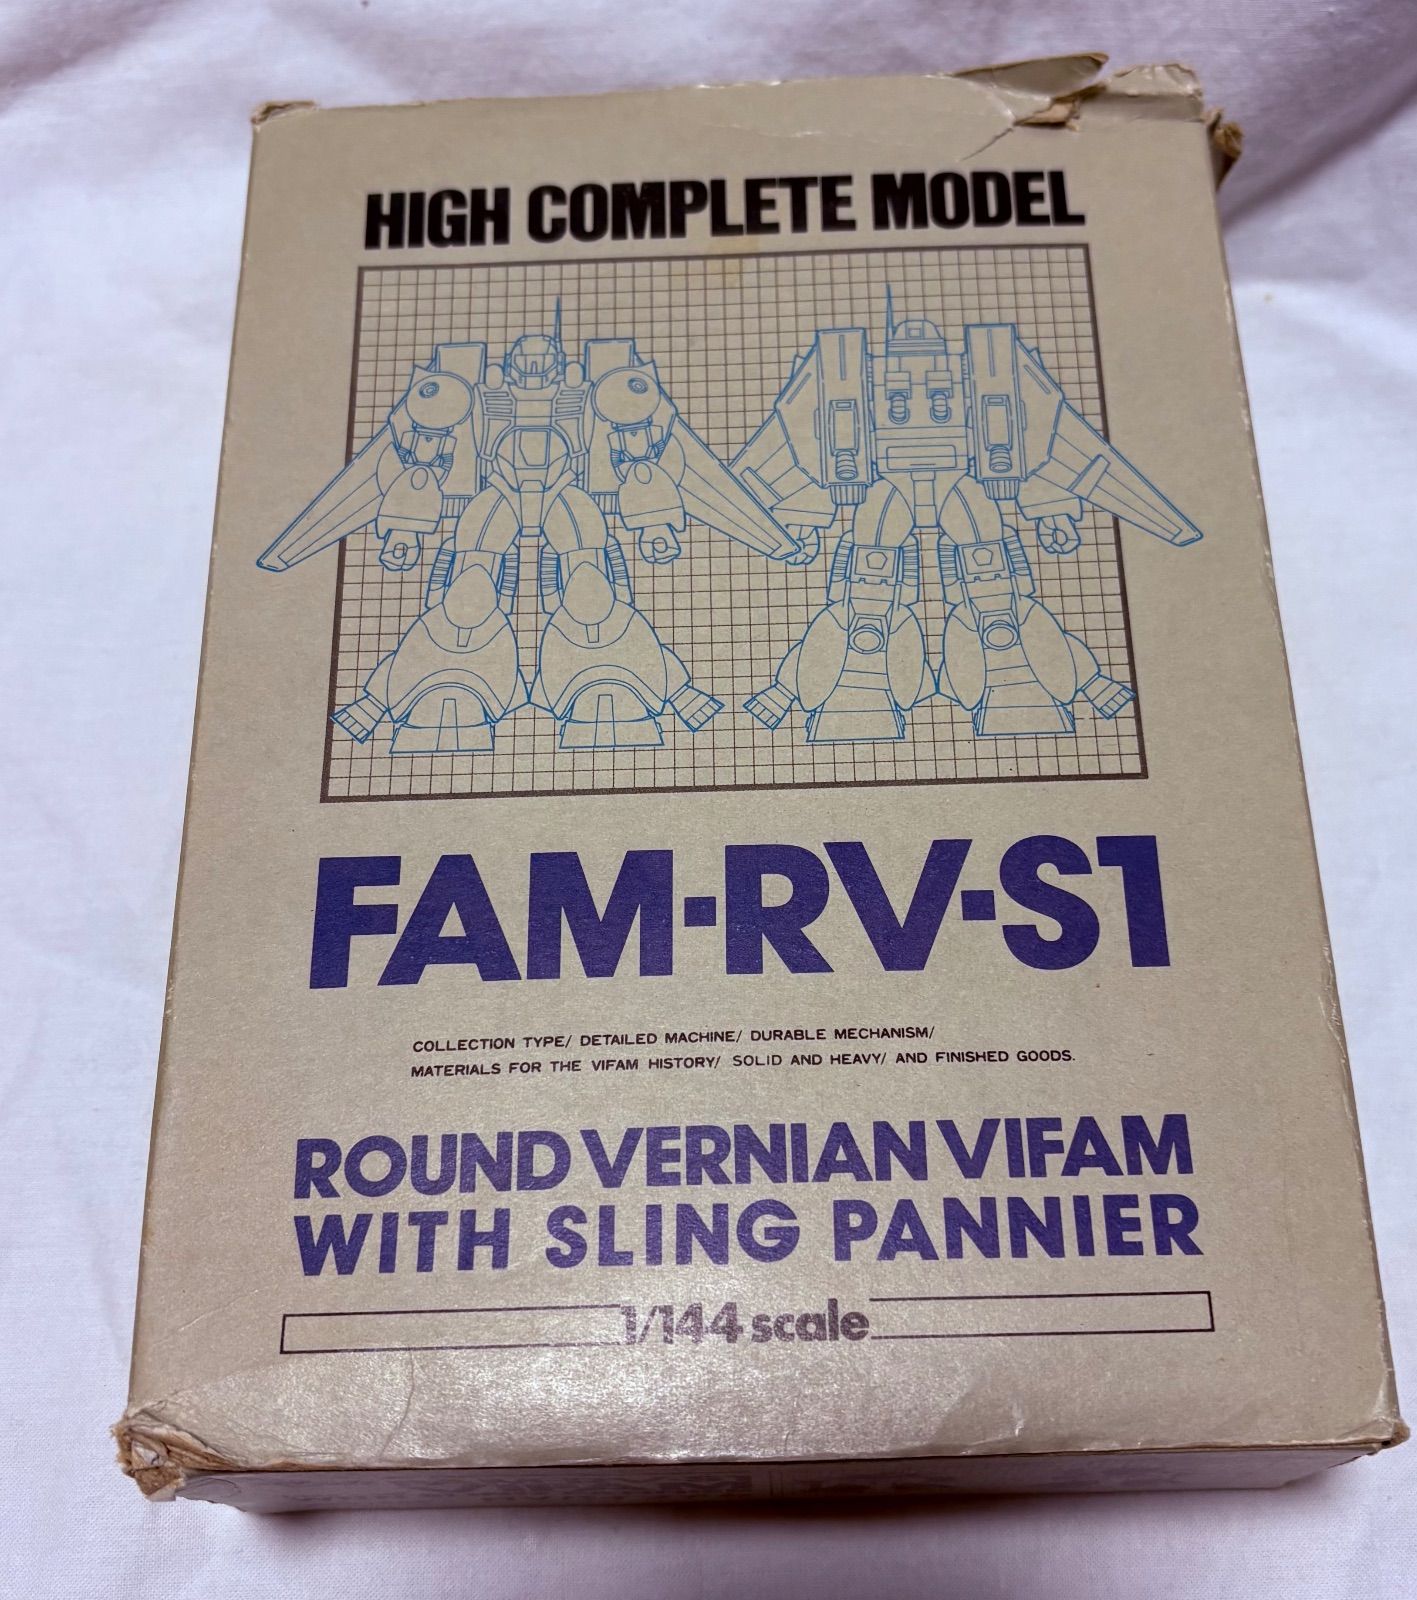 HIGH COMPLETE MODEL
FAM-RV-S1
COLLECTION TYPE/ DETAILED MACHINE/ DURABLE MECHANISM/
MATERIALS FOR THE VIFAM HISTORY/ SOLID AND HEAVY/ AND FINISHED GOODS.
ROUND VERNIAN VIFAM
WITH SLING PANNIER
1/144 scale